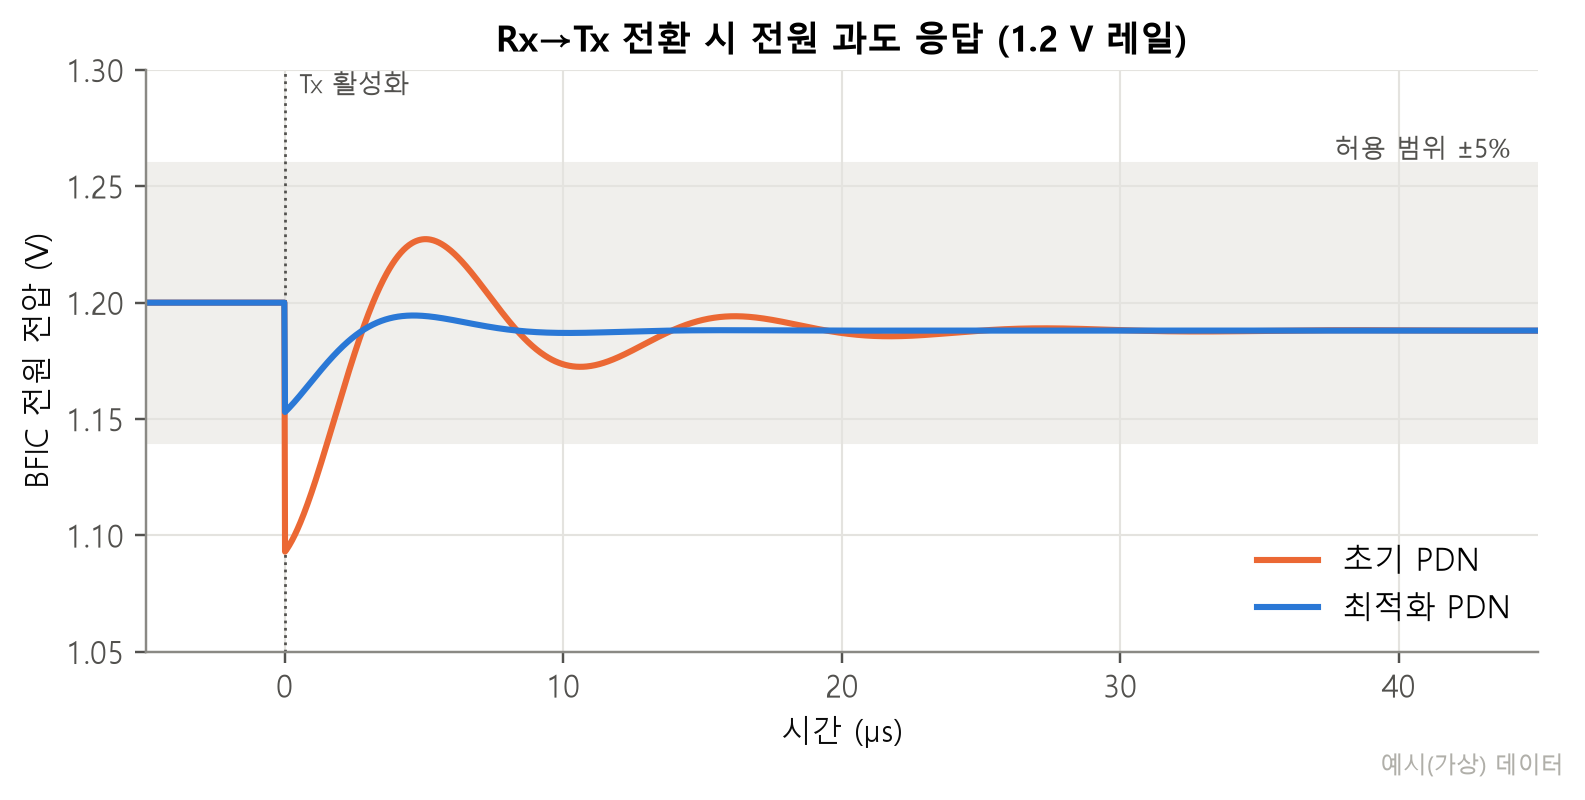 Rx→Tx 전환 시 전원 과도 응답 (1.2 V 레일)
1.30
1.25
1.20
1.15
1.10
1.05
BFIC 전원 전압 (V)
Tx 활성화
허용 범위 ±5%
초기 PDN
최적화 PDN
0
10
20
30
40
시간 (μs)
예시(가상) 데이터